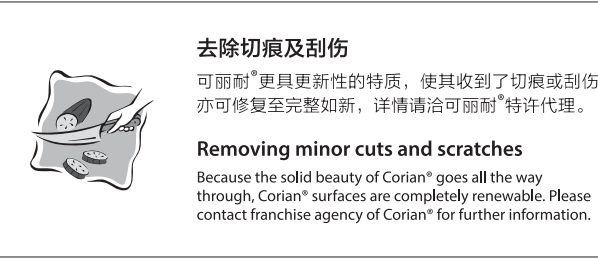 去除切痕及刮伤
可丽耐®更具更新性的特质，使其收到了切痕或刮伤
亦可修复至完整如新，详情请洽可丽耐®特许代理。
Removing minor cuts and scratches
Because the solid beauty of Corian® goes all the way
through, Corian® surfaces are completely renewable. Please
contact franchise agency of Corian® for further information.